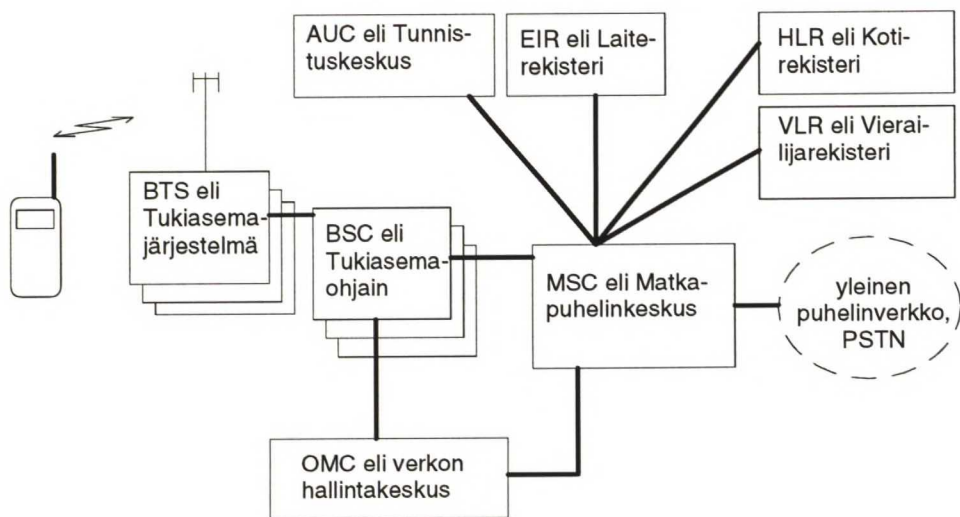 AUC eli Tunnis-
tuskeskus
EIR eli Laite-
rekisteri
HLR eli Koti-
rekisteri
VLR eli Vierai-
lijarekisteri
BTS eli
Tukiasema-
järjestelmä
BSC eli
Tukiasema-
ohjain
MSC eli Matka-
puhelinkeskus
yleinen
puhelinverkko,
PSTN
OMC eli verkon
hallintakeskus